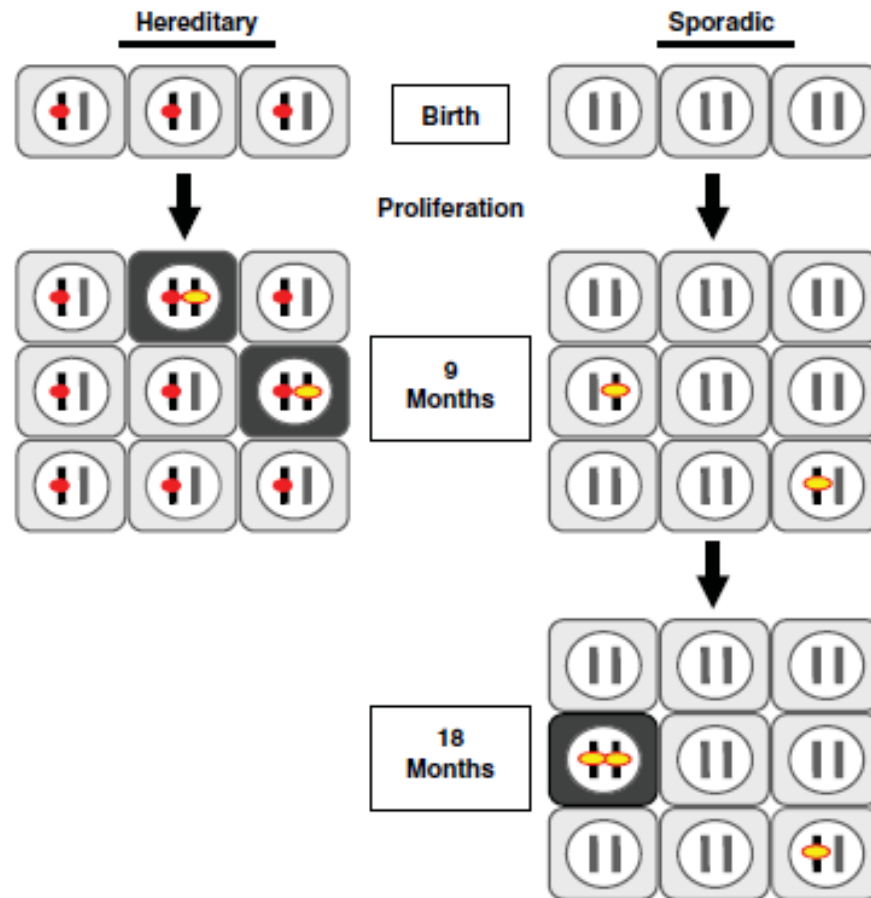 Hereditary
Sporadic
Birth
Proliferation
9
Months
18
Months